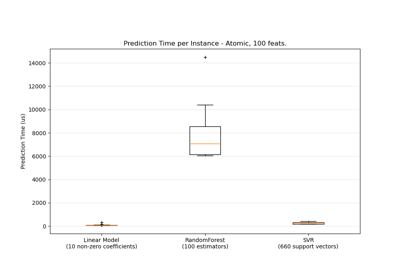 Prediction Time per Instance - Atomic, 100 feats.
14000
12000
10000
8000
6000
4000
2000
0
Prediction Time (us)
Linear Model
(10 non-zero coefficients)
RandomForest
(100 estimators)
SVR
(660 support vectors)